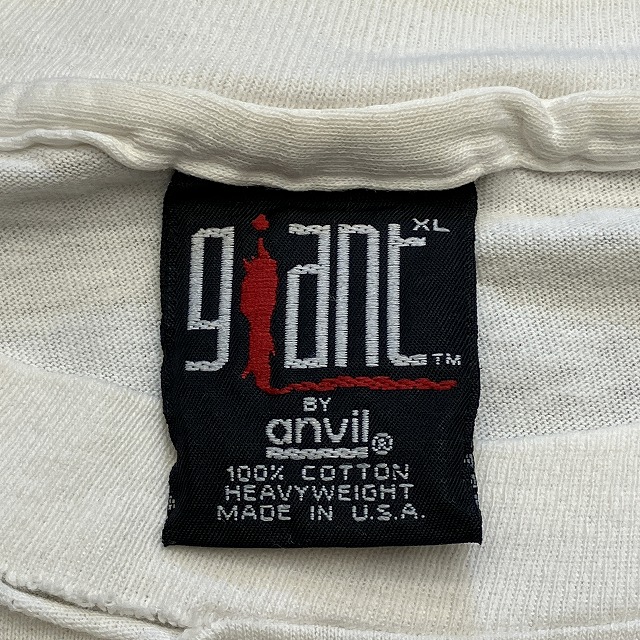 giant XL TM
BY
anvil ®
100% COTTON
HEAVYWEIGHT
MADE IN U.S.A.